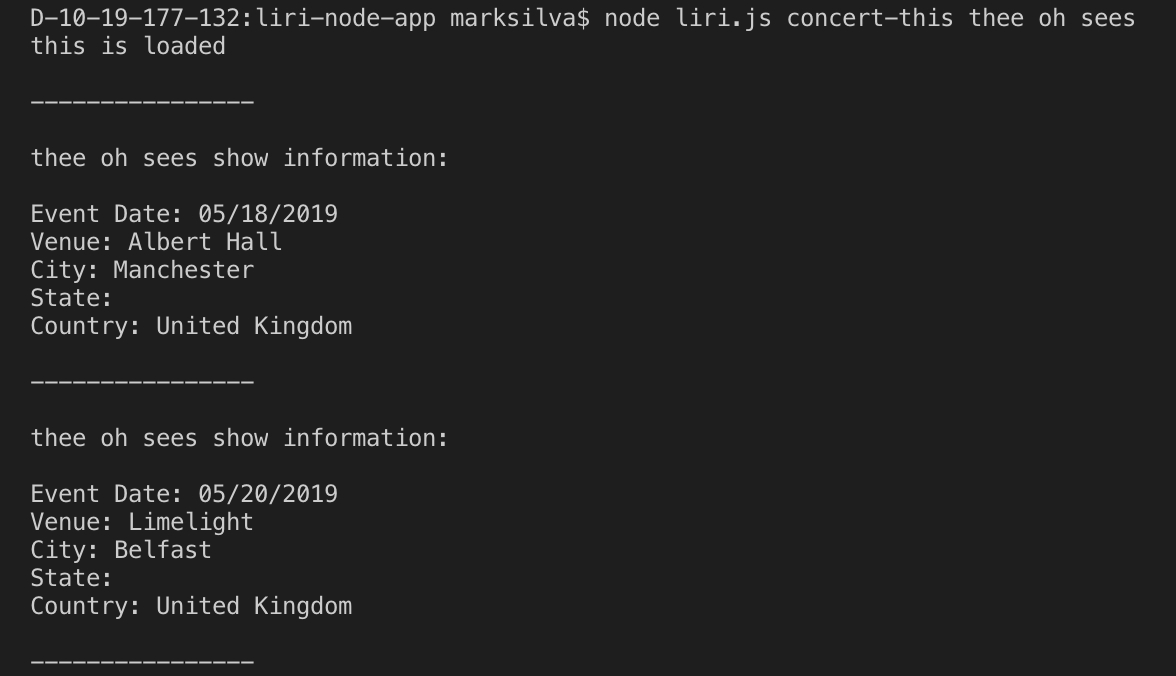 D-10-19-177-132:liri-node-app marksilva$ node liri.js concert-this thee oh sees
this is loaded
----------------
thee oh sees show information:
Event Date: 05/18/2019
Venue: Albert Hall
City: Manchester
State:
Country: United Kingdom
----------------
thee oh sees show information:
Event Date: 05/20/2019
Venue: Limelight
City: Belfast
State:
Country: United Kingdom
----------------